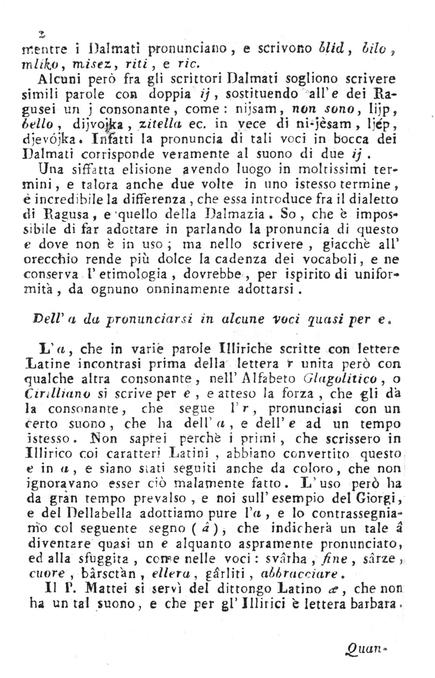 2
mentre i Dalmati pronunciano, e scrivono blid, bilo,
mliko, misez, riti, e ric.
Alcuni però fra gli scrittori Dalmati sogliono scrivere
simili parole con doppia ij, sostituendo all'e dei Ra-
gusei un j consonante, come: nijsam, non sono, lijp,
bello, dijvojka, zitella ec. in vece di ni-jèsam, ljép,
djevójka. Infatti la pronuncia di tali voci in bocca dei
Dalmati corrisponde veramente al suono di due ij.
Una siffatta elisione avendo luogo in moltissimi ter-
mini, e talora anche due volte in uno istesso termine,
è incredibile la differenza, che essa introduce fra il dialetto
di Ragusa, e quello della Dalmazia. So, che è impos-
sibile di far adottare in parlando la pronuncia di questo
e dove non è in uso; ma nello scrivere, giacchè all'
orecchio rende più dolce la cadenza dei vocaboli, e ne
conserva l'etimologia, dovrebbe, per ispirito di unifor-
mità, da ognuno onninamente adottarsi.
Dell'a da pronunciarsi in alcune voci quasi per e.
L'a, che in varie parole Illiriche scritte con lettere
Latine incontrasi prima della lettera r unita però con
qualche altra consonante, nell'Alfabeto Glagolitico, o
Cirilliano si scrive per e, e atteso la forza, che gli dà
la consonante, che segue l'r, pronunciasi con un
certo suono, che ha dell'a, e dell'e ad un tempo
istesso. Non saprei perchè i primi, che scrissero in
Illirico coi caratteri Latini, abbiano convertito questo
e in a, e siano stati seguiti anche da coloro, che non
ignoravano esser ciò malamente fatto. L'uso però ha
da gràn tempo prevalso, e noi sull'esempio del Giorgi,
e del Dellabella adottiamo pure l'a, e lo contrassegnia-
mo col seguente segno (â), che indicherà un tale â
diventare quasi un e alquanto aspramente pronunciato,
ed alla sfuggita, come nelle voci: svârha, fine, sârze,
cuore, bârsctàn, ellera, gârliti, abbracciare.
Il P. Mattei si servì del dittongo Latino æ, che non
ha un tal suono, e che per gl'Illirici è lettera barbara.
Quan-